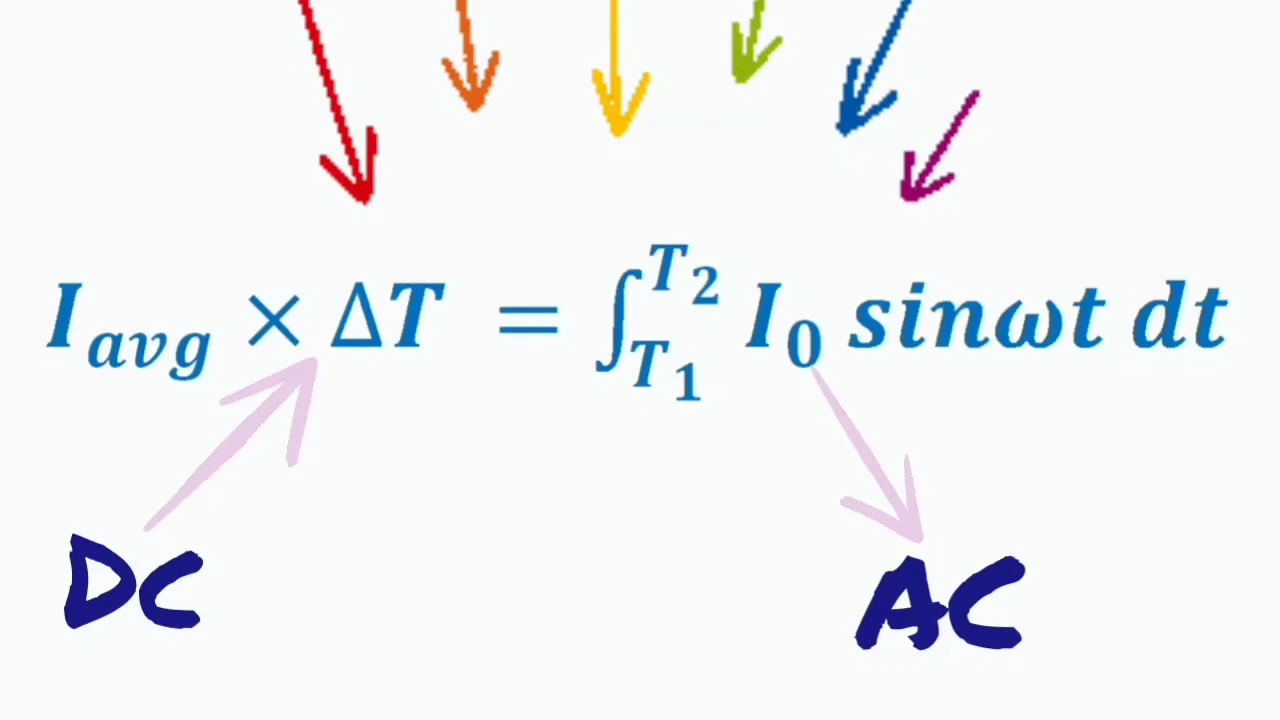 I_avg × ΔT = ∫_{T_1}^{T_2} I_0 sinωt dt
DC
AC